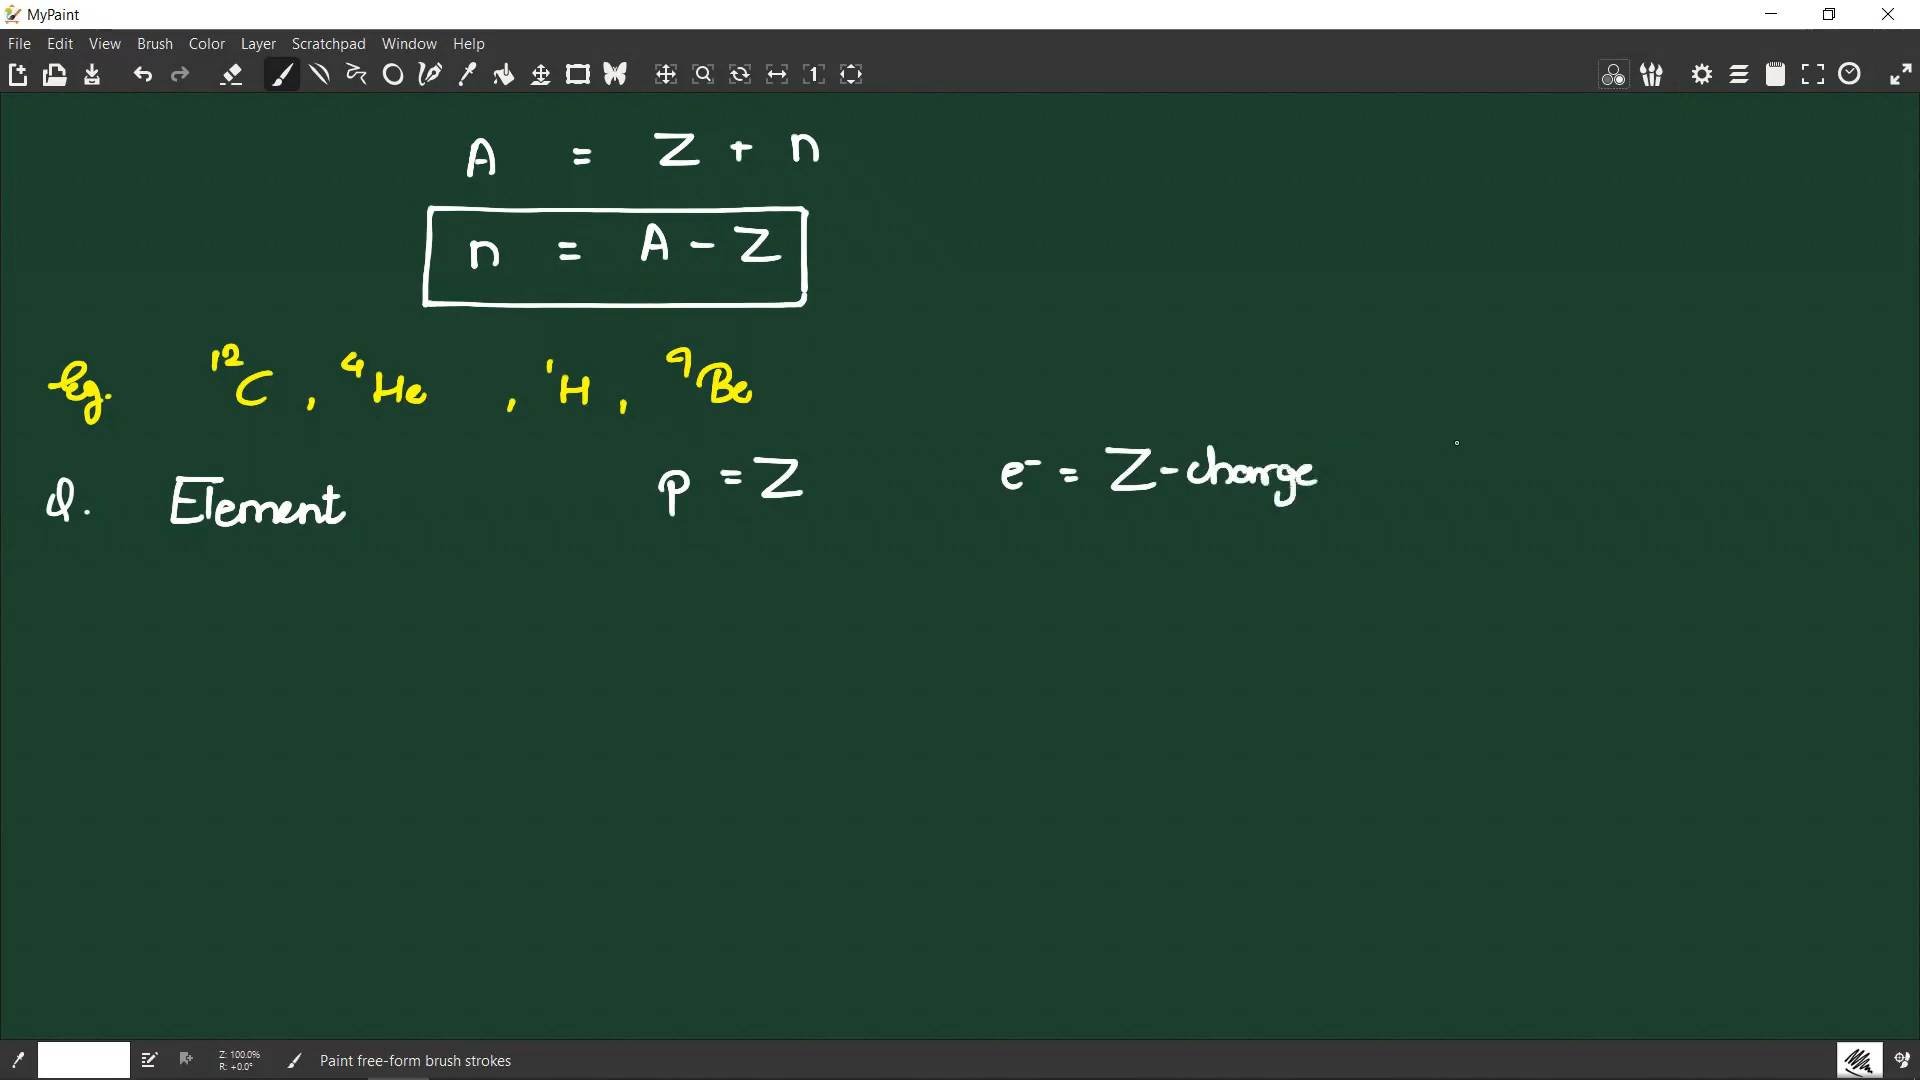 MyPaint
File Edit View Brush Color Layer Scratchpad Window Help
A = Z + n
n = A - Z
Eg. ¹²C , ⁴He , ¹H , ⁹Be
Q. Element p = Z e⁻ = Z - charge
Z: 100.0%
R: +0.0°
Paint free-form brush strokes